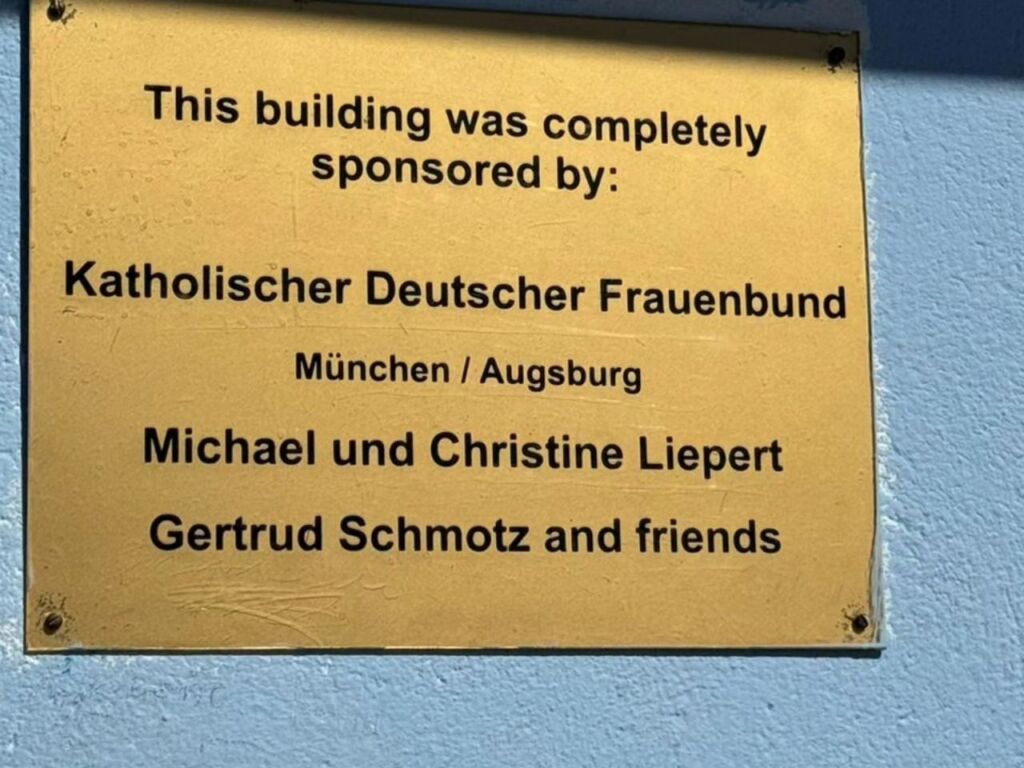 This building was completely
sponsored by:
Katholischer Deutscher Frauenbund
München / Augsburg
Michael und Christine Liepert
Gertrud Schmotz and friends